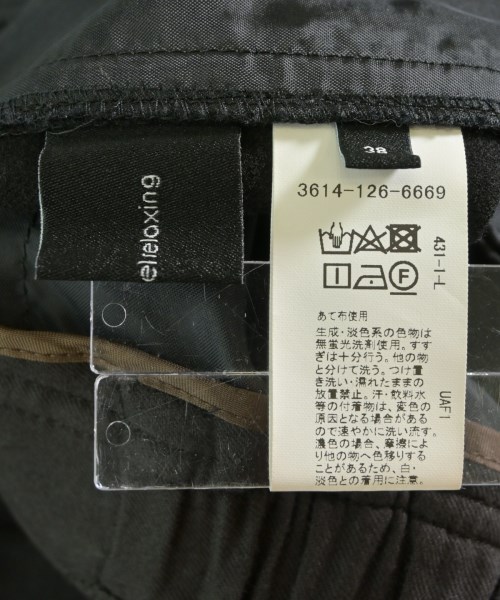 elielaxing
38
3614-126-6669
431-1-L
UAF1
あて布使用
生成・淡色系の色物は
無蛍光洗剤使用。すす
ぎは十分行う。他の物
と分けて洗う。つけ置
き洗い・濡れたままの
放置禁止。汗・飲料水
等の付着物は、変色の
原因となる場合がある
ので速やかに洗い流す。
濃色の場合、摩擦によ
り他の物へ色移りする
ことがあるため、白・
淡色との着用に注意。